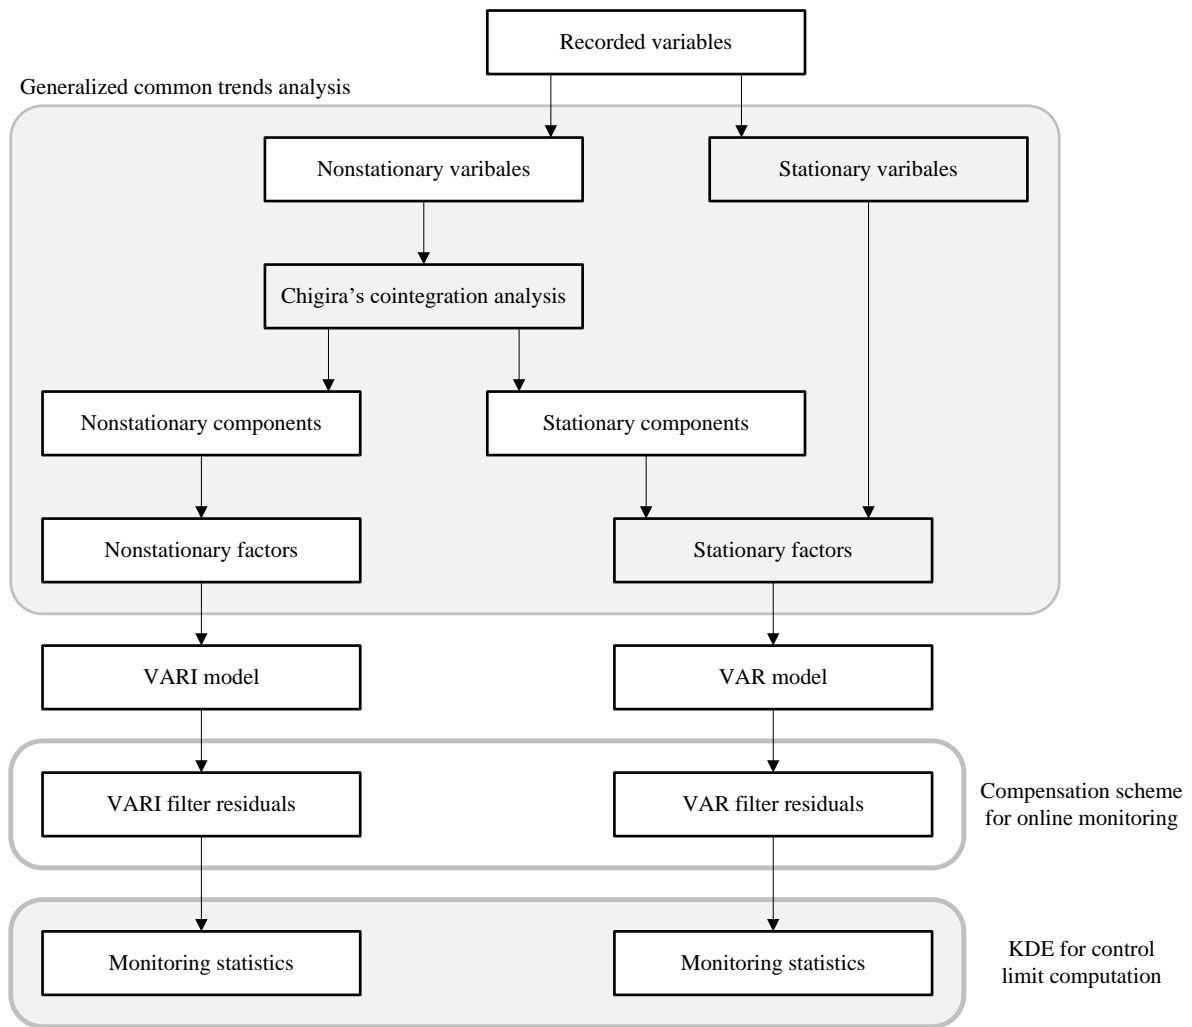 Recorded variables
Generalized common trends analysis
Nonstationary varibales
Stationary varibales
Chigira’s cointegration analysis
Nonstationary components
Stationary components
Nonstationary factors
Stationary factors
VARI model
VAR model
VARI filter residuals
VAR filter residuals
Compensation scheme
for online monitoring
Monitoring statistics
Monitoring statistics
KDE for control
limit computation